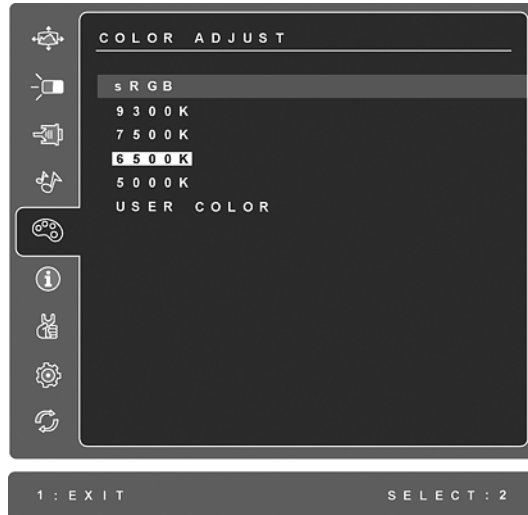 COLOR ADJUST
sRGB
9300K
7500K
6500K
5000K
USER COLOR
1:EXIT SELECT:2